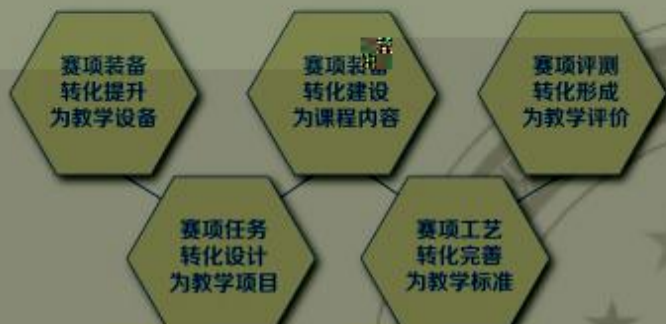 赛项装备
转化提升
为教学设备
赛项装
转化建设
为课程内容
赛项评测
转化形成
为教学评价
赛项任务
转化设计
为教学项目
赛项工艺
转化完善
为教学标准